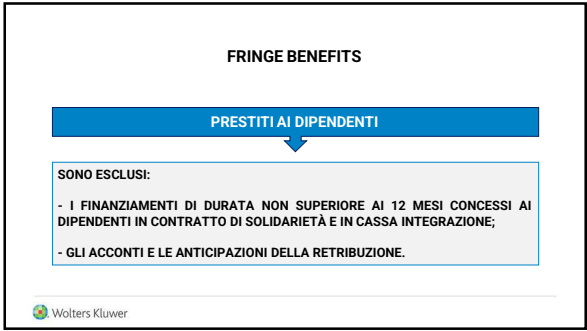 FRINGE BENEFITS
PRESTITI AI DIPENDENTI
SONO ESCLUSI:
- I FINANZIAMENTI DI DURATA NON SUPERIORE AI 12 MESI CONCESSI AI
DIPENDENTI IN CONTRATTO DI SOLIDARIETÀ E IN CASSA INTEGRAZIONE;
- GLI ACCONTI E LE ANTICIPAZIONI DELLA RETRIBUZIONE.
Wolters Kluwer